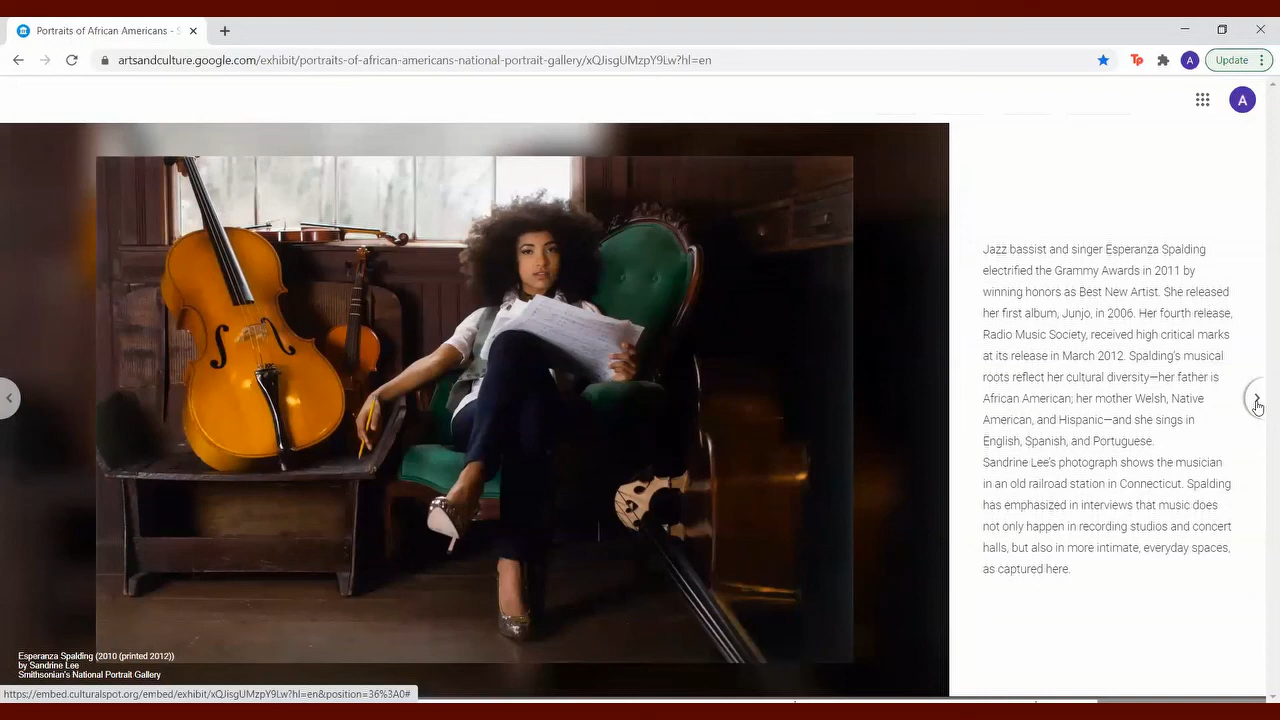 Portraits of African Americans - S
artsandculture.google.com/exhibit/portraits-of-african-americans-national-portrait-gallery/xQJisgUMzpY9Lw?hl=en
Tp
A
Update
A
Jazz bassist and singer Esperanza Spalding
electrified the Grammy Awards in 2011 by
winning honors as Best New Artist. She released
her first album, Junjo, in 2006. Her fourth release,
Radio Music Society, received high critical marks
at its release in March 2012. Spalding's musical
roots reflect her cultural diversity—her father is
African American; her mother Welsh, Native
American, and Hispanic—and she sings in
English, Spanish, and Portuguese.
Sandrine Lee's photograph shows the musician
in an old railroad station in Connecticut. Spalding
has emphasized in interviews that music does
not only happen in recording studios and concert
halls, but also in more intimate, everyday spaces,
as captured here.
Esperanza Spalding (2010 (printed 2012))
by Sandrine Lee
Smithsonian's National Portrait Gallery
https://embed.culturalspot.org/embed/exhibit/xQJisgUMzpY9Lw?hl=en&position=36%3A0#